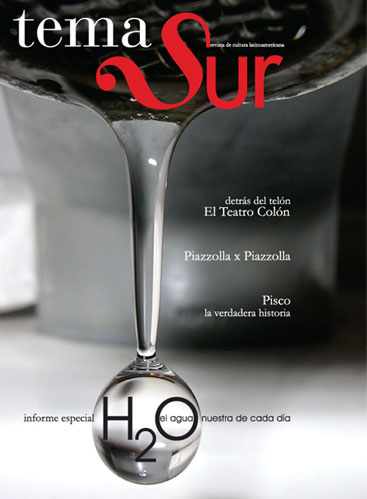 tema
Sur
revista de cultura latinoamericana
detrás del telón
El Teatro Colón
Piazzolla x Piazzolla
Pisco
la verdadera historia
informe especial H2O el agua nuestra de cada día